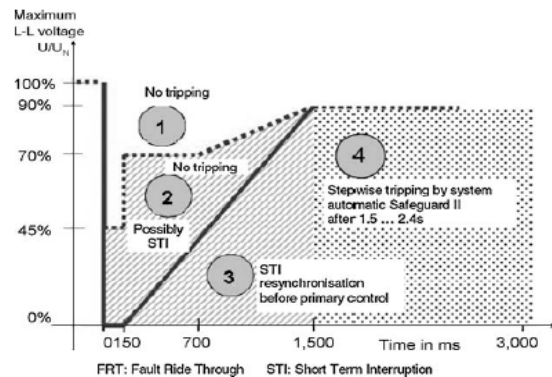 Maximum
L-L voltage
U/UN
100%
90%
70%
45%
0%
No tripping
1
No tripping
2
Possibly
STI
3
STI
resynchronisation
before primary control
4
Stepwise tripping by system
automatic Safeguard II
after 1.5 ... 2.4s
0150 700 1,500 Time in ms 3,000
FRT: Fault Ride Through STI: Short Term Interruption